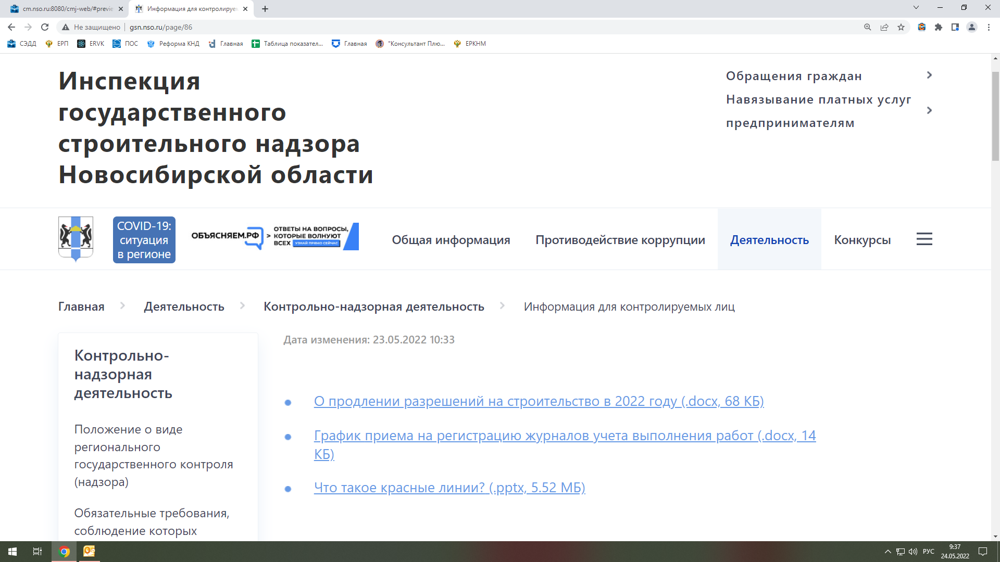 cm.nso.ru:8080/cmj-web/#previe
Информация для контролируем
Не защищено
gsn.nso.ru/page/86
СЭДД
ЕРП
ERVK
ПОС
Реформа КНД
Главная
Таблица показател...
Главная
"Консультант Плю...
ЕРКНМ
Инспекция
государственного
строительного надзора
Новосибирской области
Обращения граждан
Навязывание платных услуг
предпринимателям
COVID-19:
ситуация
в регионе
ОБЪЯСНЯЕМ.РФ >
ОТВЕТЫ НА ВОПРОСЫ,
КОТОРЫЕ ВОЛНУЮТ
ВСЕХ УЗНАЙ ПРЯМО СЕЙЧАС
Общая информация
Противодействие коррупции
Деятельность
Конкурсы
Главная
Деятельность
Контрольно-надзорная деятельность
Информация для контролируемых лиц
Контрольно-
надзорная
деятельность
Положение о виде
регионального
государственного контроля
(надзора)
Обязательные требования,
соблюдение которых
Дата изменения: 23.05.2022 10:33
О продлении разрешений на строительство в 2022 году (.docx, 68 КБ)
График приема на регистрацию журналов учета выполнения работ (.docx, 14
КБ)
Что такое красные линии? (.pptx, 5.52 МБ)
РУС
9:37
24.05.2022